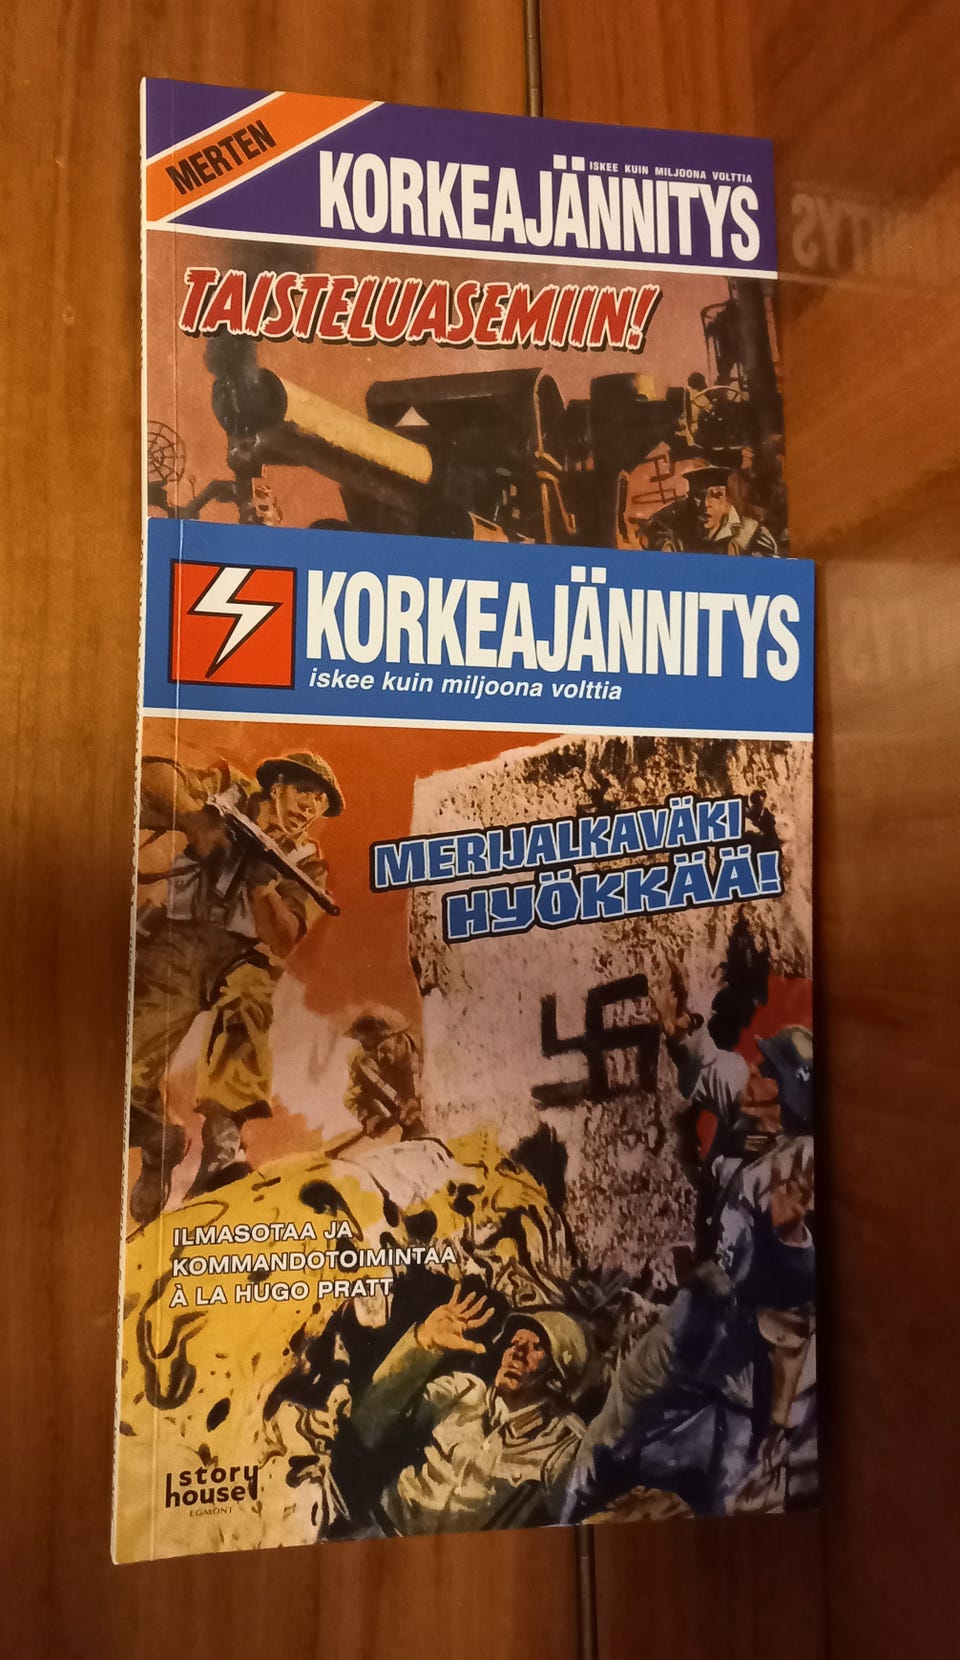 MERTEN
ISKEE KUIN MILJOONA VOLTTIA
KORKEAJÄNNITYS
TAISTELUASEMIIN!
KORKEAJÄNNITYS
iskee kuin miljoona volttia
MERIJALKAVÄKI
HYÖKKÄÄ!
ILMASOTAA JA
KOMMANDOTOIMINTAA
À LA HUGO PRATT
story
house
EGMONT